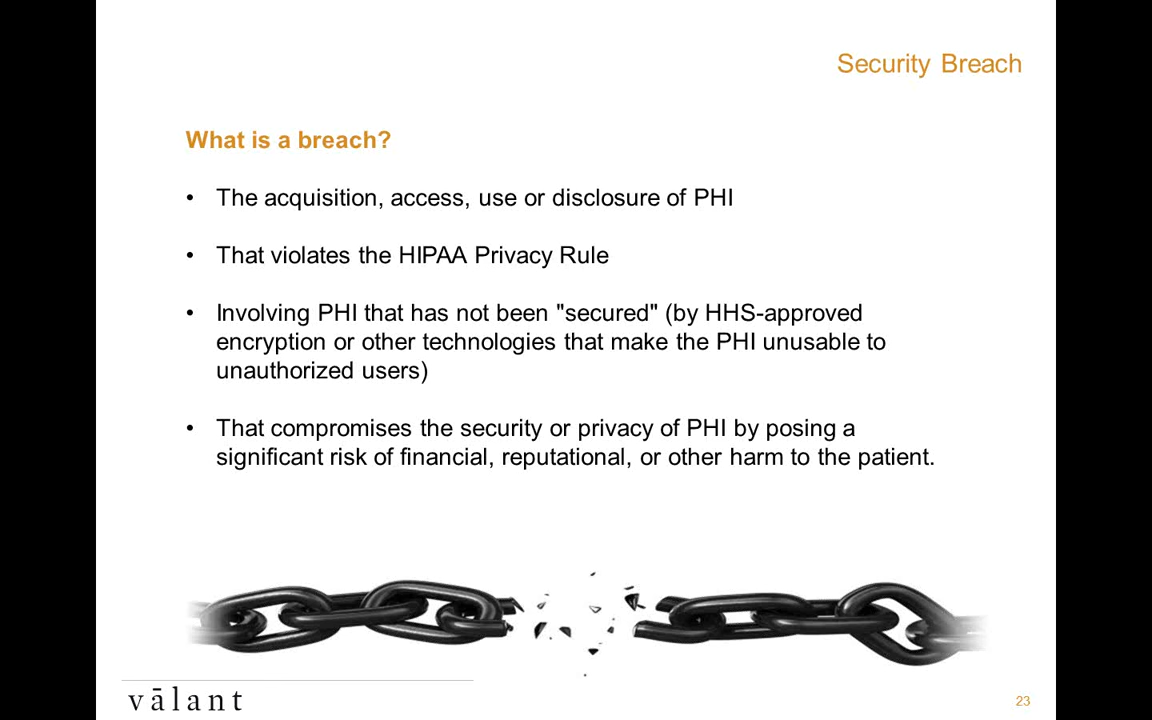 Security Breach
What is a breach?
• The acquisition, access, use or disclosure of PHI
• That violates the HIPAA Privacy Rule
• Involving PHI that has not been "secured" (by HHS-approved
encryption or other technologies that make the PHI unusable to
unauthorized users)
• That compromises the security or privacy of PHI by posing a
significant risk of financial, reputational, or other harm to the patient.
vālant
23